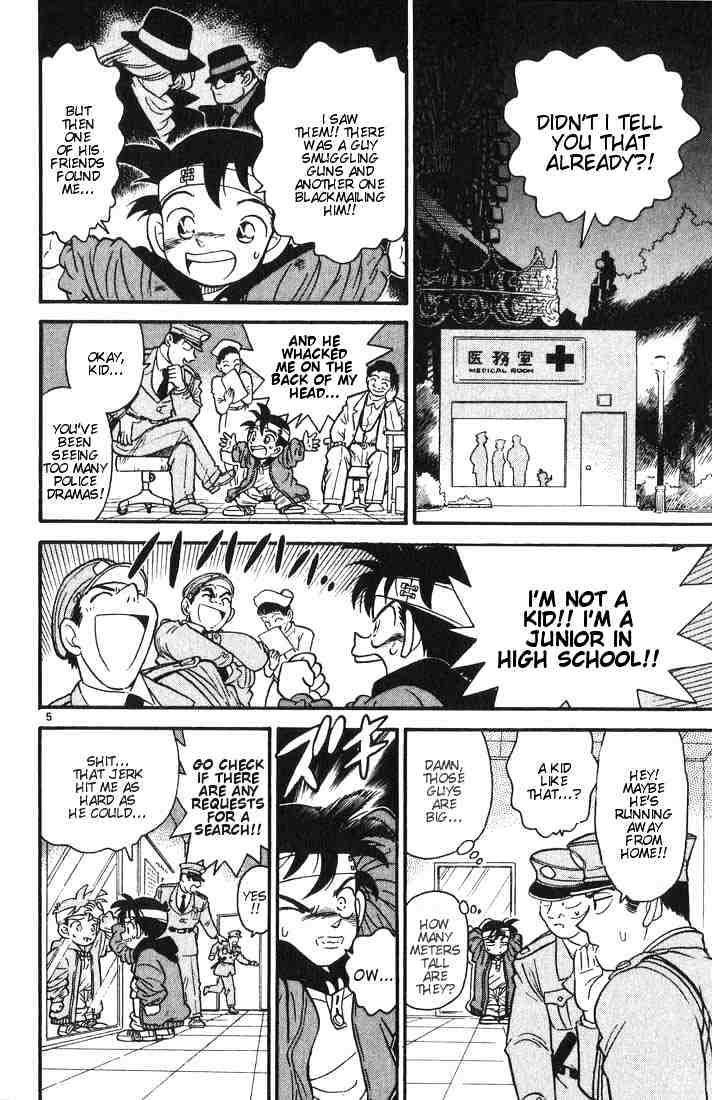 DIDN'T I TELL
YOU THAT
ALREADY?!
医務室
MEDICAL ROOM
I SAW
THEM!! THERE
WAS A GUY
SMUGGLING
GUNS AND
ANOTHER ONE
BLACKMAILING
HIM!!
BUT
THEN
ONE
OF HIS
FRIENDS
FOUND
ME...
AND HE
WHACKED
ME ON THE
BACK OF MY
HEAD...
OKAY,
KID...
YOU'VE
BEEN
SEEING
TOO MANY
POLICE
DRAMAS!
I'M NOT A
KID!! I'M A
JUNIOR IN
HIGH SCHOOL!!
5
HEY!
MAYBE
HE'S
RUNNING
AWAY
FROM
HOME!!
A KID
LIKE
THAT...?
DAMN,
THOSE
GUYS
ARE
BIG...
HOW
MANY
METERS
TALL
ARE
THEY?
ズキッ
OW...
GO CHECK
IF THERE
ARE ANY
REQUESTS
FOR A
SEARCH!!
YES
!!
SHIT...
THAT JERK
HIT ME AS
HARD AS
HE COULD...